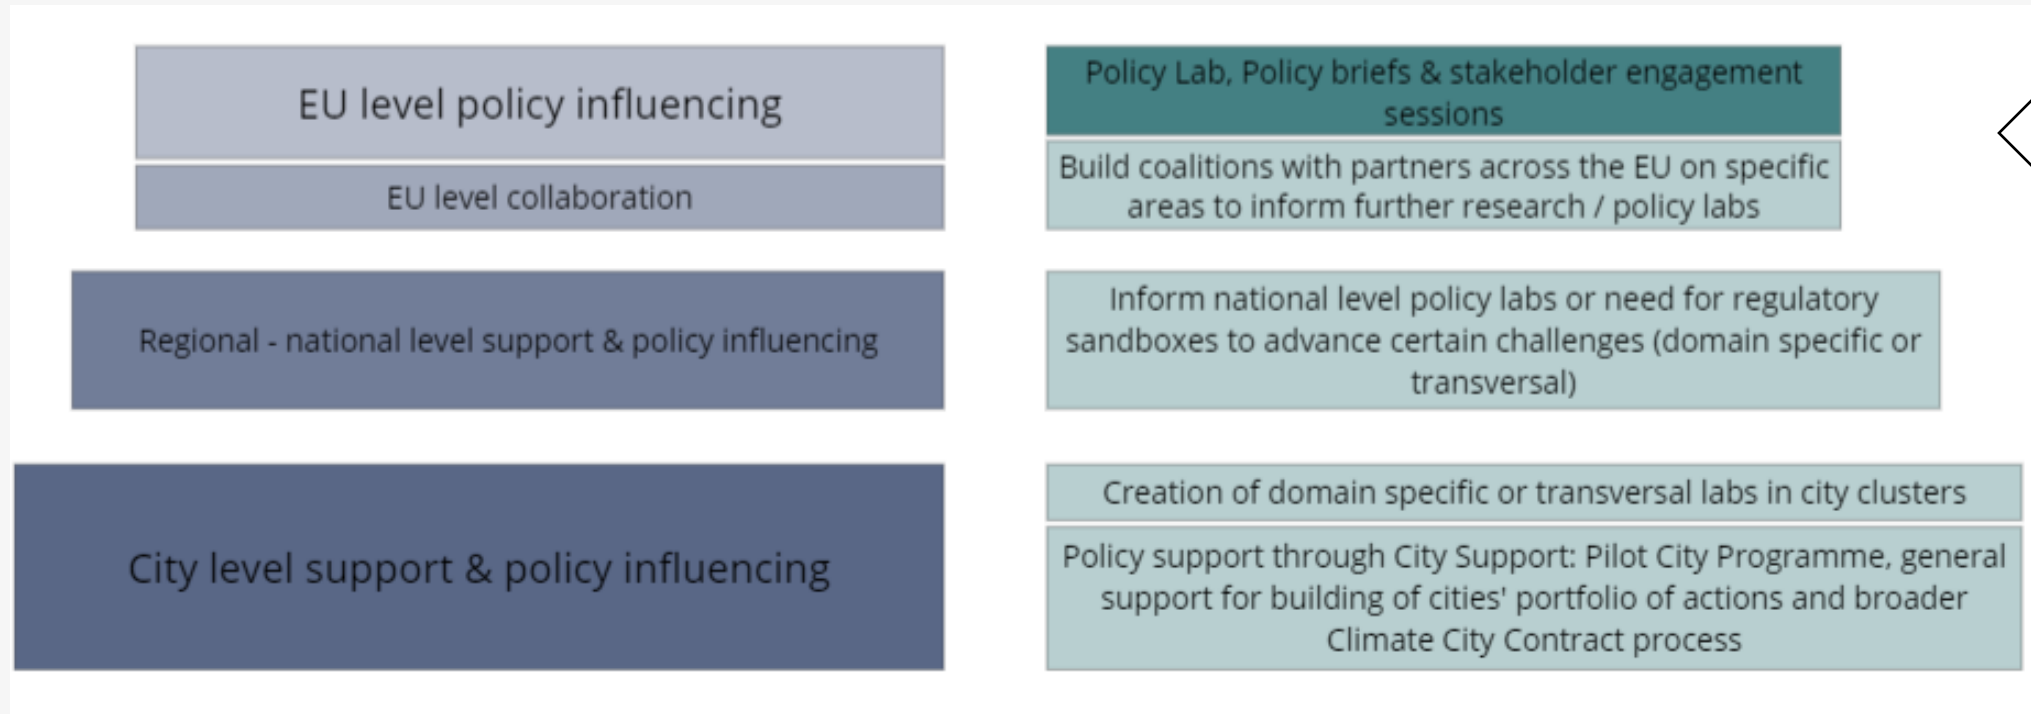 EU level policy influencing
EU level collaboration
Policy Lab, Policy briefs & stakeholder engagement
sessions
Build coalitions with partners across the EU on specific
areas to inform further research / policy labs
Regional - national level support & policy influencing
Inform national level policy labs or need for regulatory
sandboxes to advance certain challenges (domain specific or
transversal)
City level support & policy influencing
Creation of domain specific or transversal labs in city clusters
Policy support through City Support: Pilot City Programme, general
support for building of cities' portfolio of actions and broader
Climate City Contract process